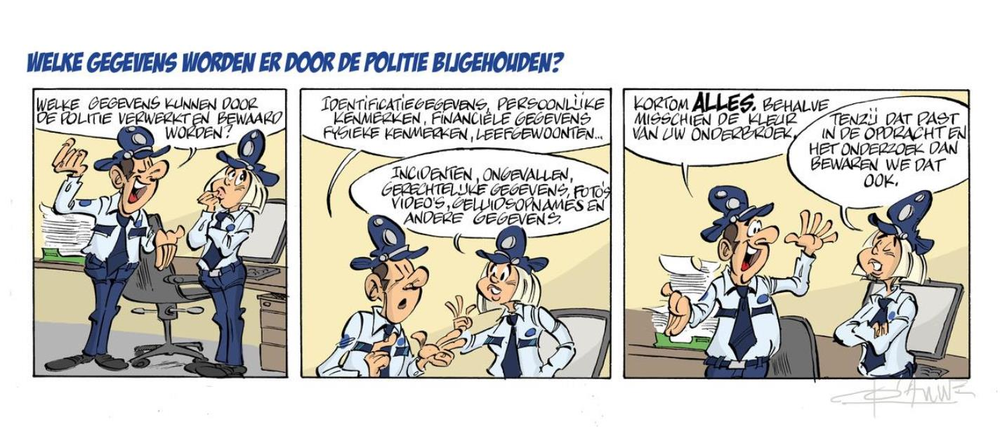 WELKE GEGEVENS WORDEN ER DOOR DE POLITIE BIJGEHOUDEN?
WELKE GEGEVENS KUNNEN DOOR
DE POLITIE VERWERKT EN BEWAARD
WORDEN?
IDENTIFICATIEGEGEVENS, PERSOONLIJKE
KENMERKEN, FINANCIËLE GEGEVENS
FYSIEKE KENMERKEN, LEEFGEWOONTEN...
INCIDENTEN, ONGEVALLEN,
GERECHTELIJKE GEGEVENS, FOTO'S
VIDEO'S, GELUIDSOPNAMES EN
ANDERE GEGEVENS.
KORTOM ALLES. BEHALVE
MISSCHIEN DE KLEUR
VAN UW ONDERBROEK.
TENZIJ DAT PAST
IN DE OPDRACHT EN
HET ONDERZOEK DAN
BEWAREN WE DAT
OOK.